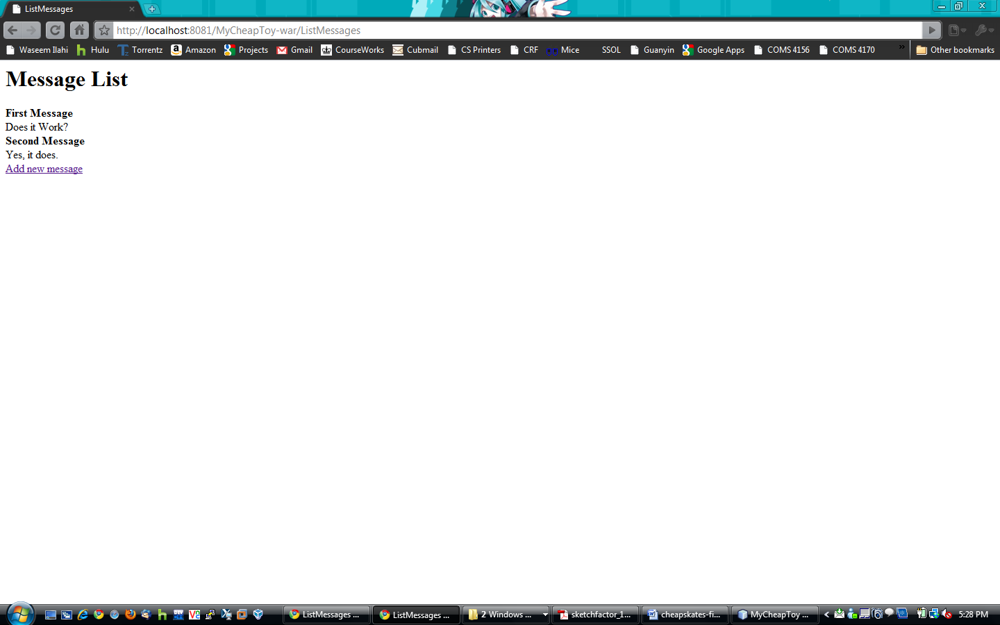 ListMessages
http://localhost:8081/MyCheapToy-war/ListMessages
Waseem Ilahi Hulu Torrentz Amazon Projects Gmail CourseWorks Cubmail CS Printers CRF Mice SSOL Guanyin Google Apps COMS 4156 COMS 4170 » Other bookmarks
Message List
First Message
Does it Work?
Second Message
Yes, it does.
Add new message
ListMessages ... ListMessages ... 2 Windows ... sketchfactor_1... cheapskates-fi... MyCheapToy ... 5:28 PM